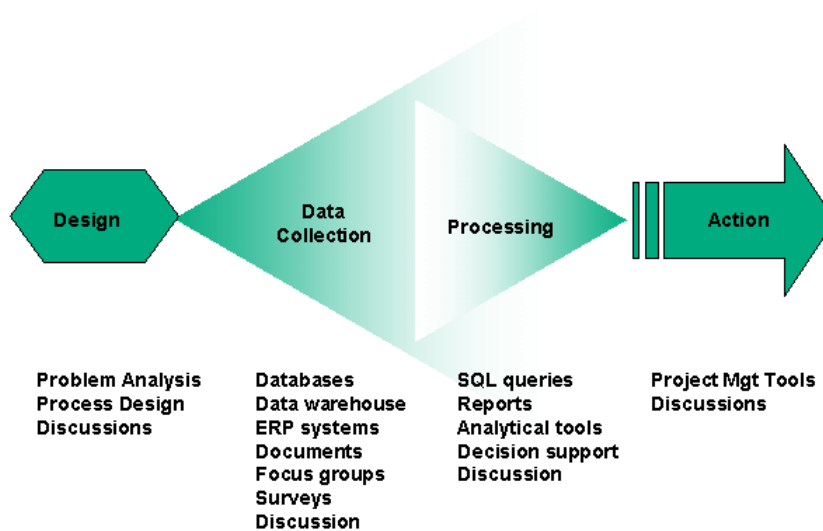 Design
Data
Collection
Processing
Action
Problem Analysis
Process Design
Discussions
Databases
Data warehouse
ERP systems
Documents
Focus groups
Surveys
Discussion
SQL queries
Reports
Analytical tools
Decision support
Discussion
Project Mgt Tools
Discussions